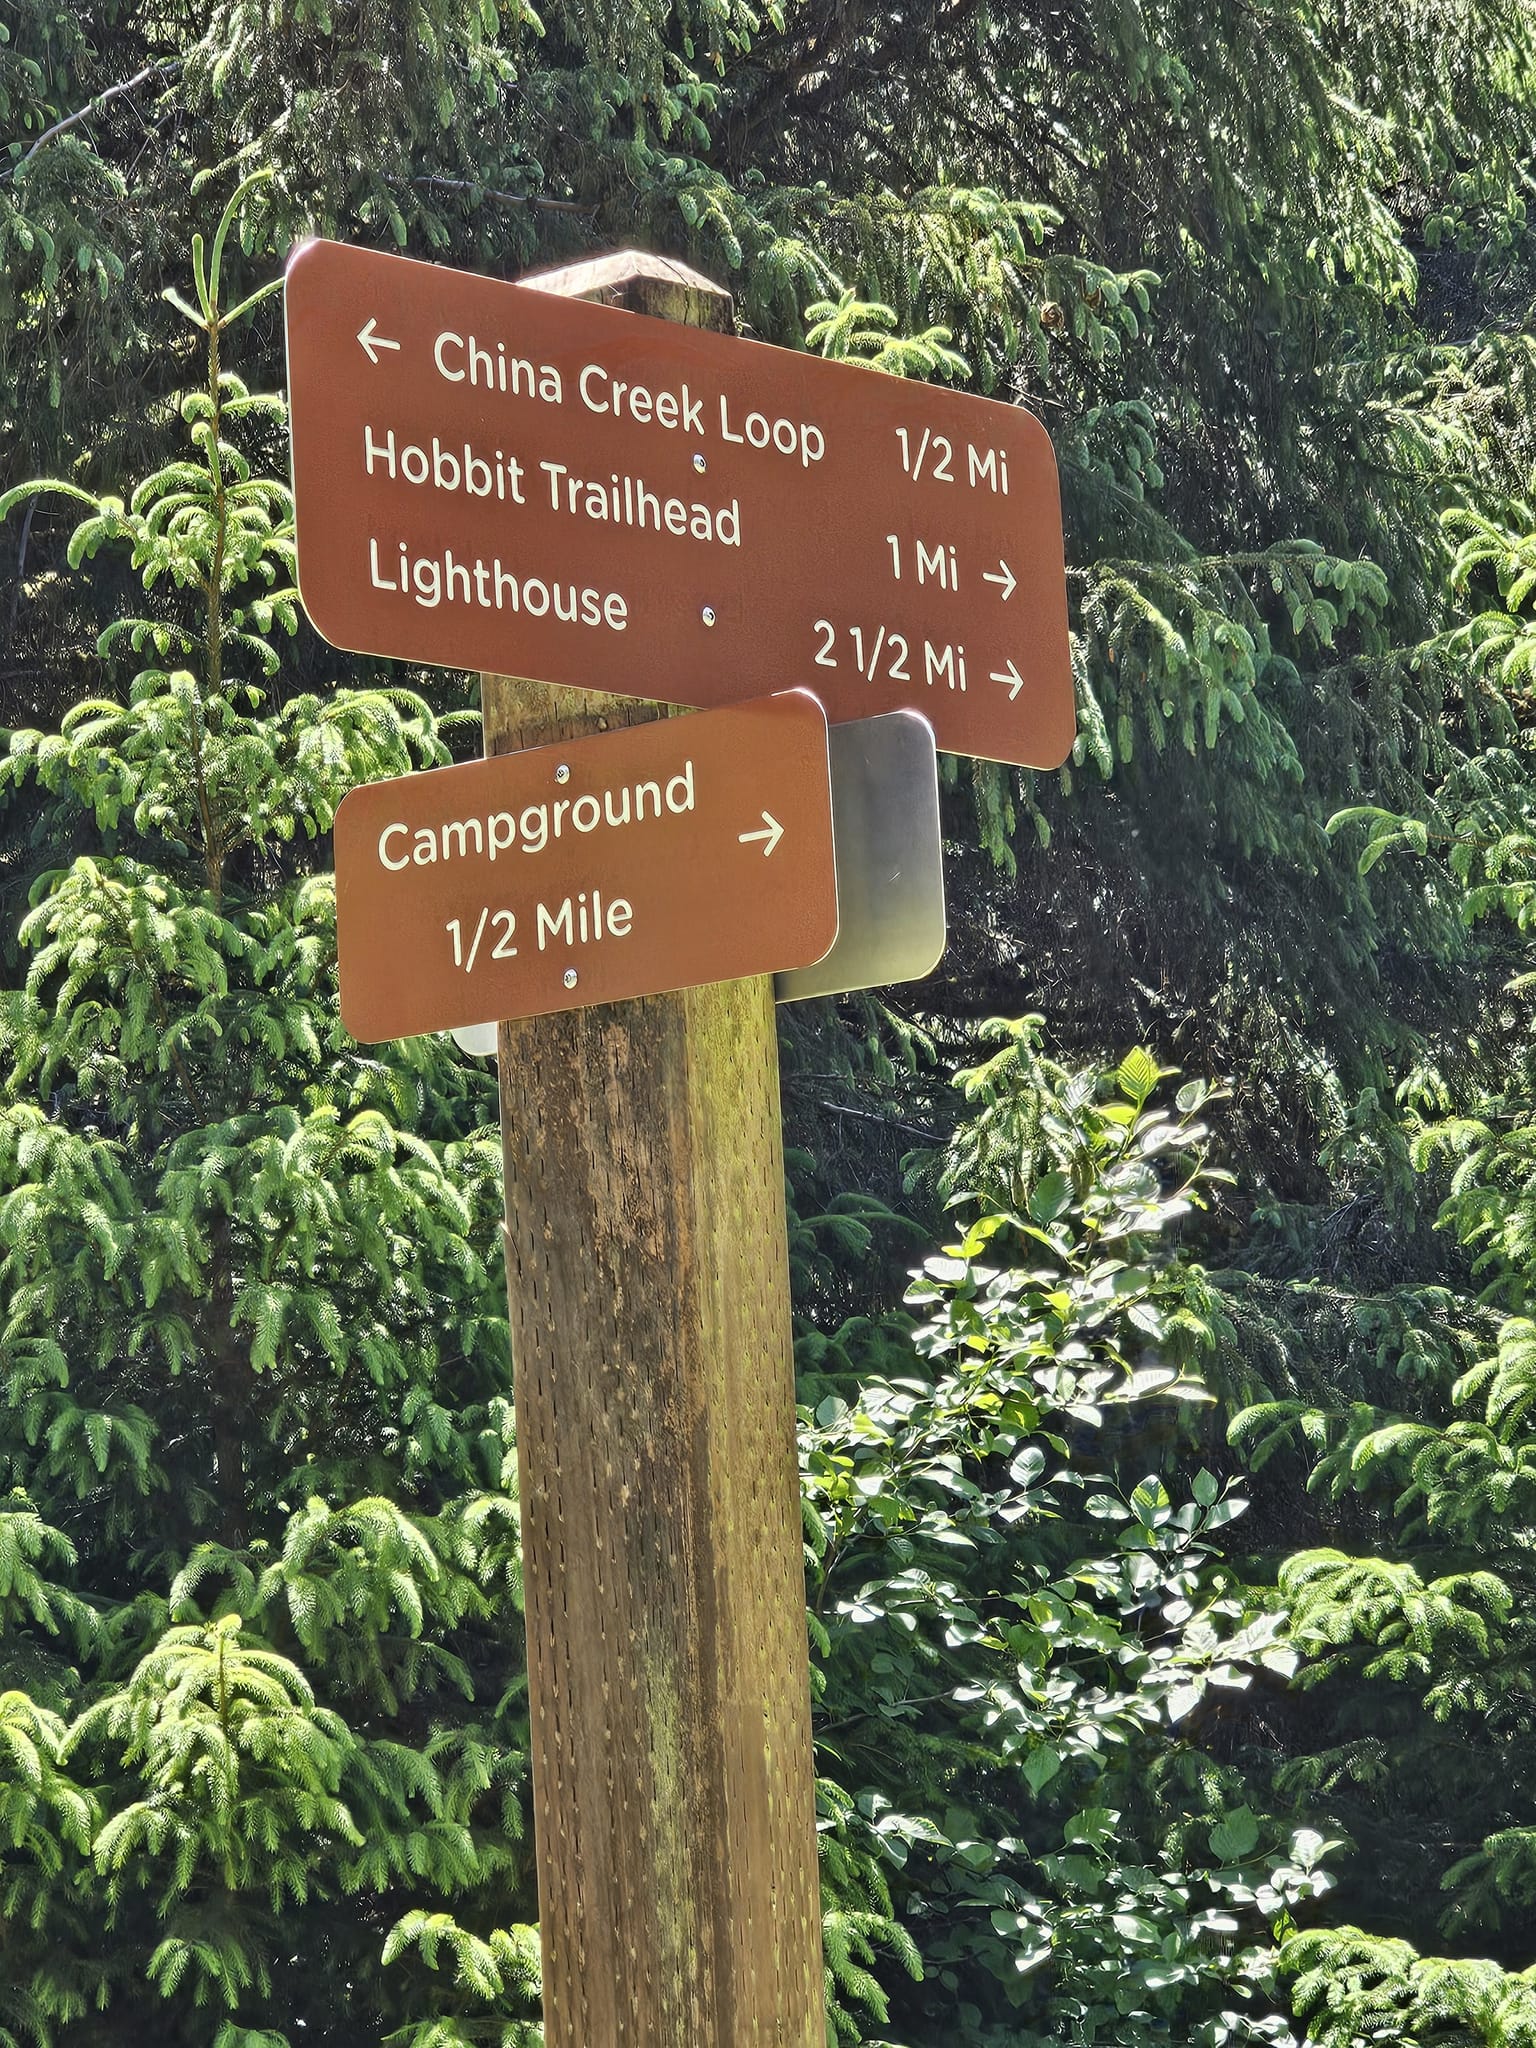 ← China Creek Loop 1/2 Mi
Hobbit Trailhead 1 Mi →
Lighthouse 2 1/2 Mi →
Campground →
1/2 Mile